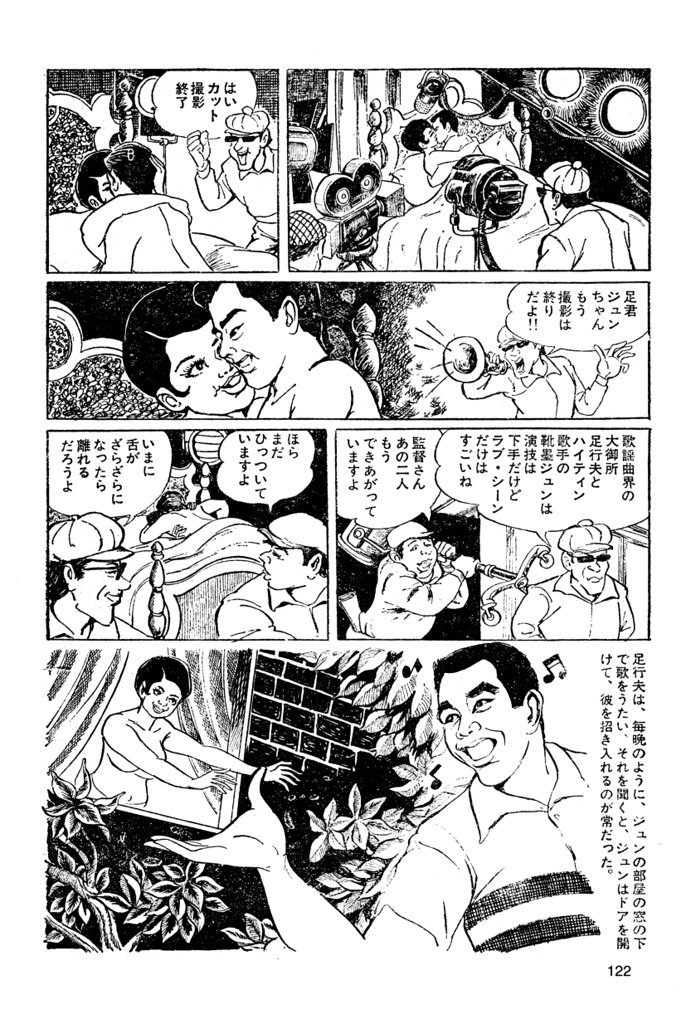 はい
カット
撮影
終了
足君
ジュン
ちゃん
もう
撮影は
終り
だよ!!
歌謡曲界の
大御所
足行夫と
ハイティン
歌手の
靴墨ジュンは
演技は
下手だけど
ラブ・シーン
だけは
すごいね
監督さん
あの二人
もう
できあがって
いますよ
ほら
まだ
ひっついて
いますよ
いまに
舌が
ざらざらに
なったら
離れる
だろうよ
足行夫は、毎晩のように、ジュンの部屋の窓の下
で歌をうたい、それを聞くと、ジュンはドアを開
けて、彼を招き入れるのが常だった。
122